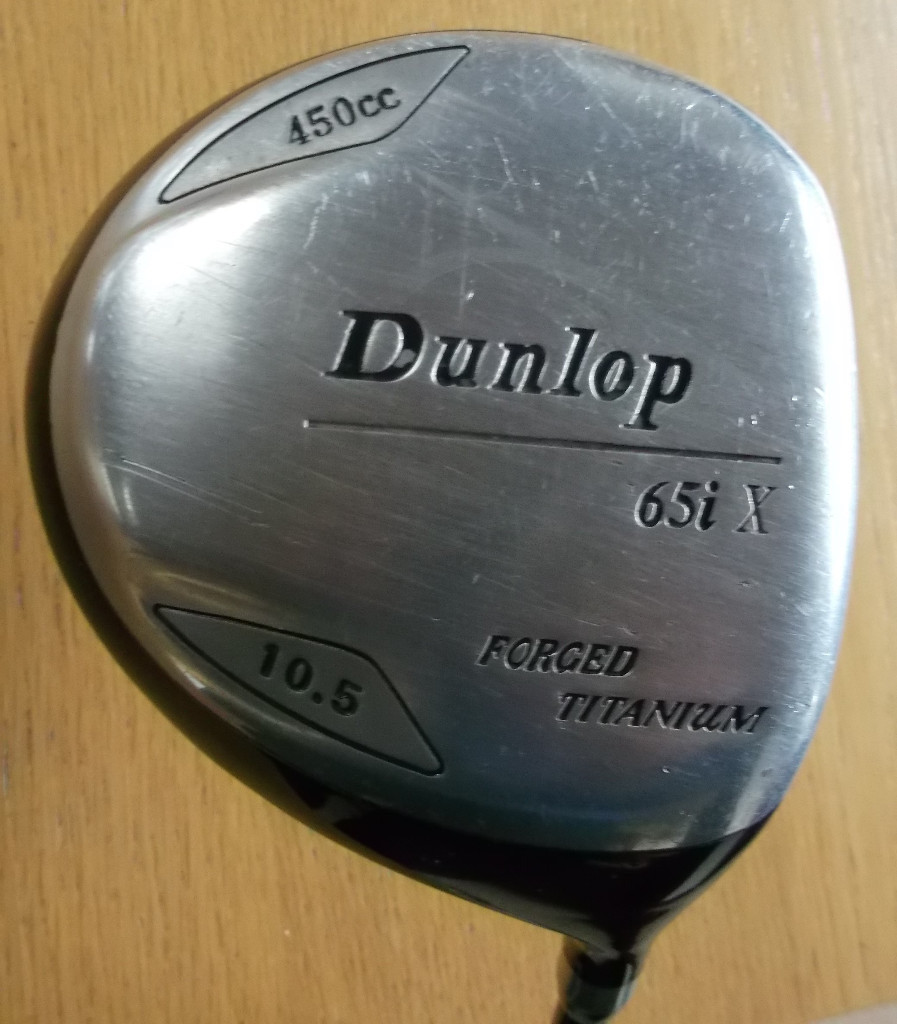 450cc
Dunlop
65i X
FORGED
TITANIUM
10.5